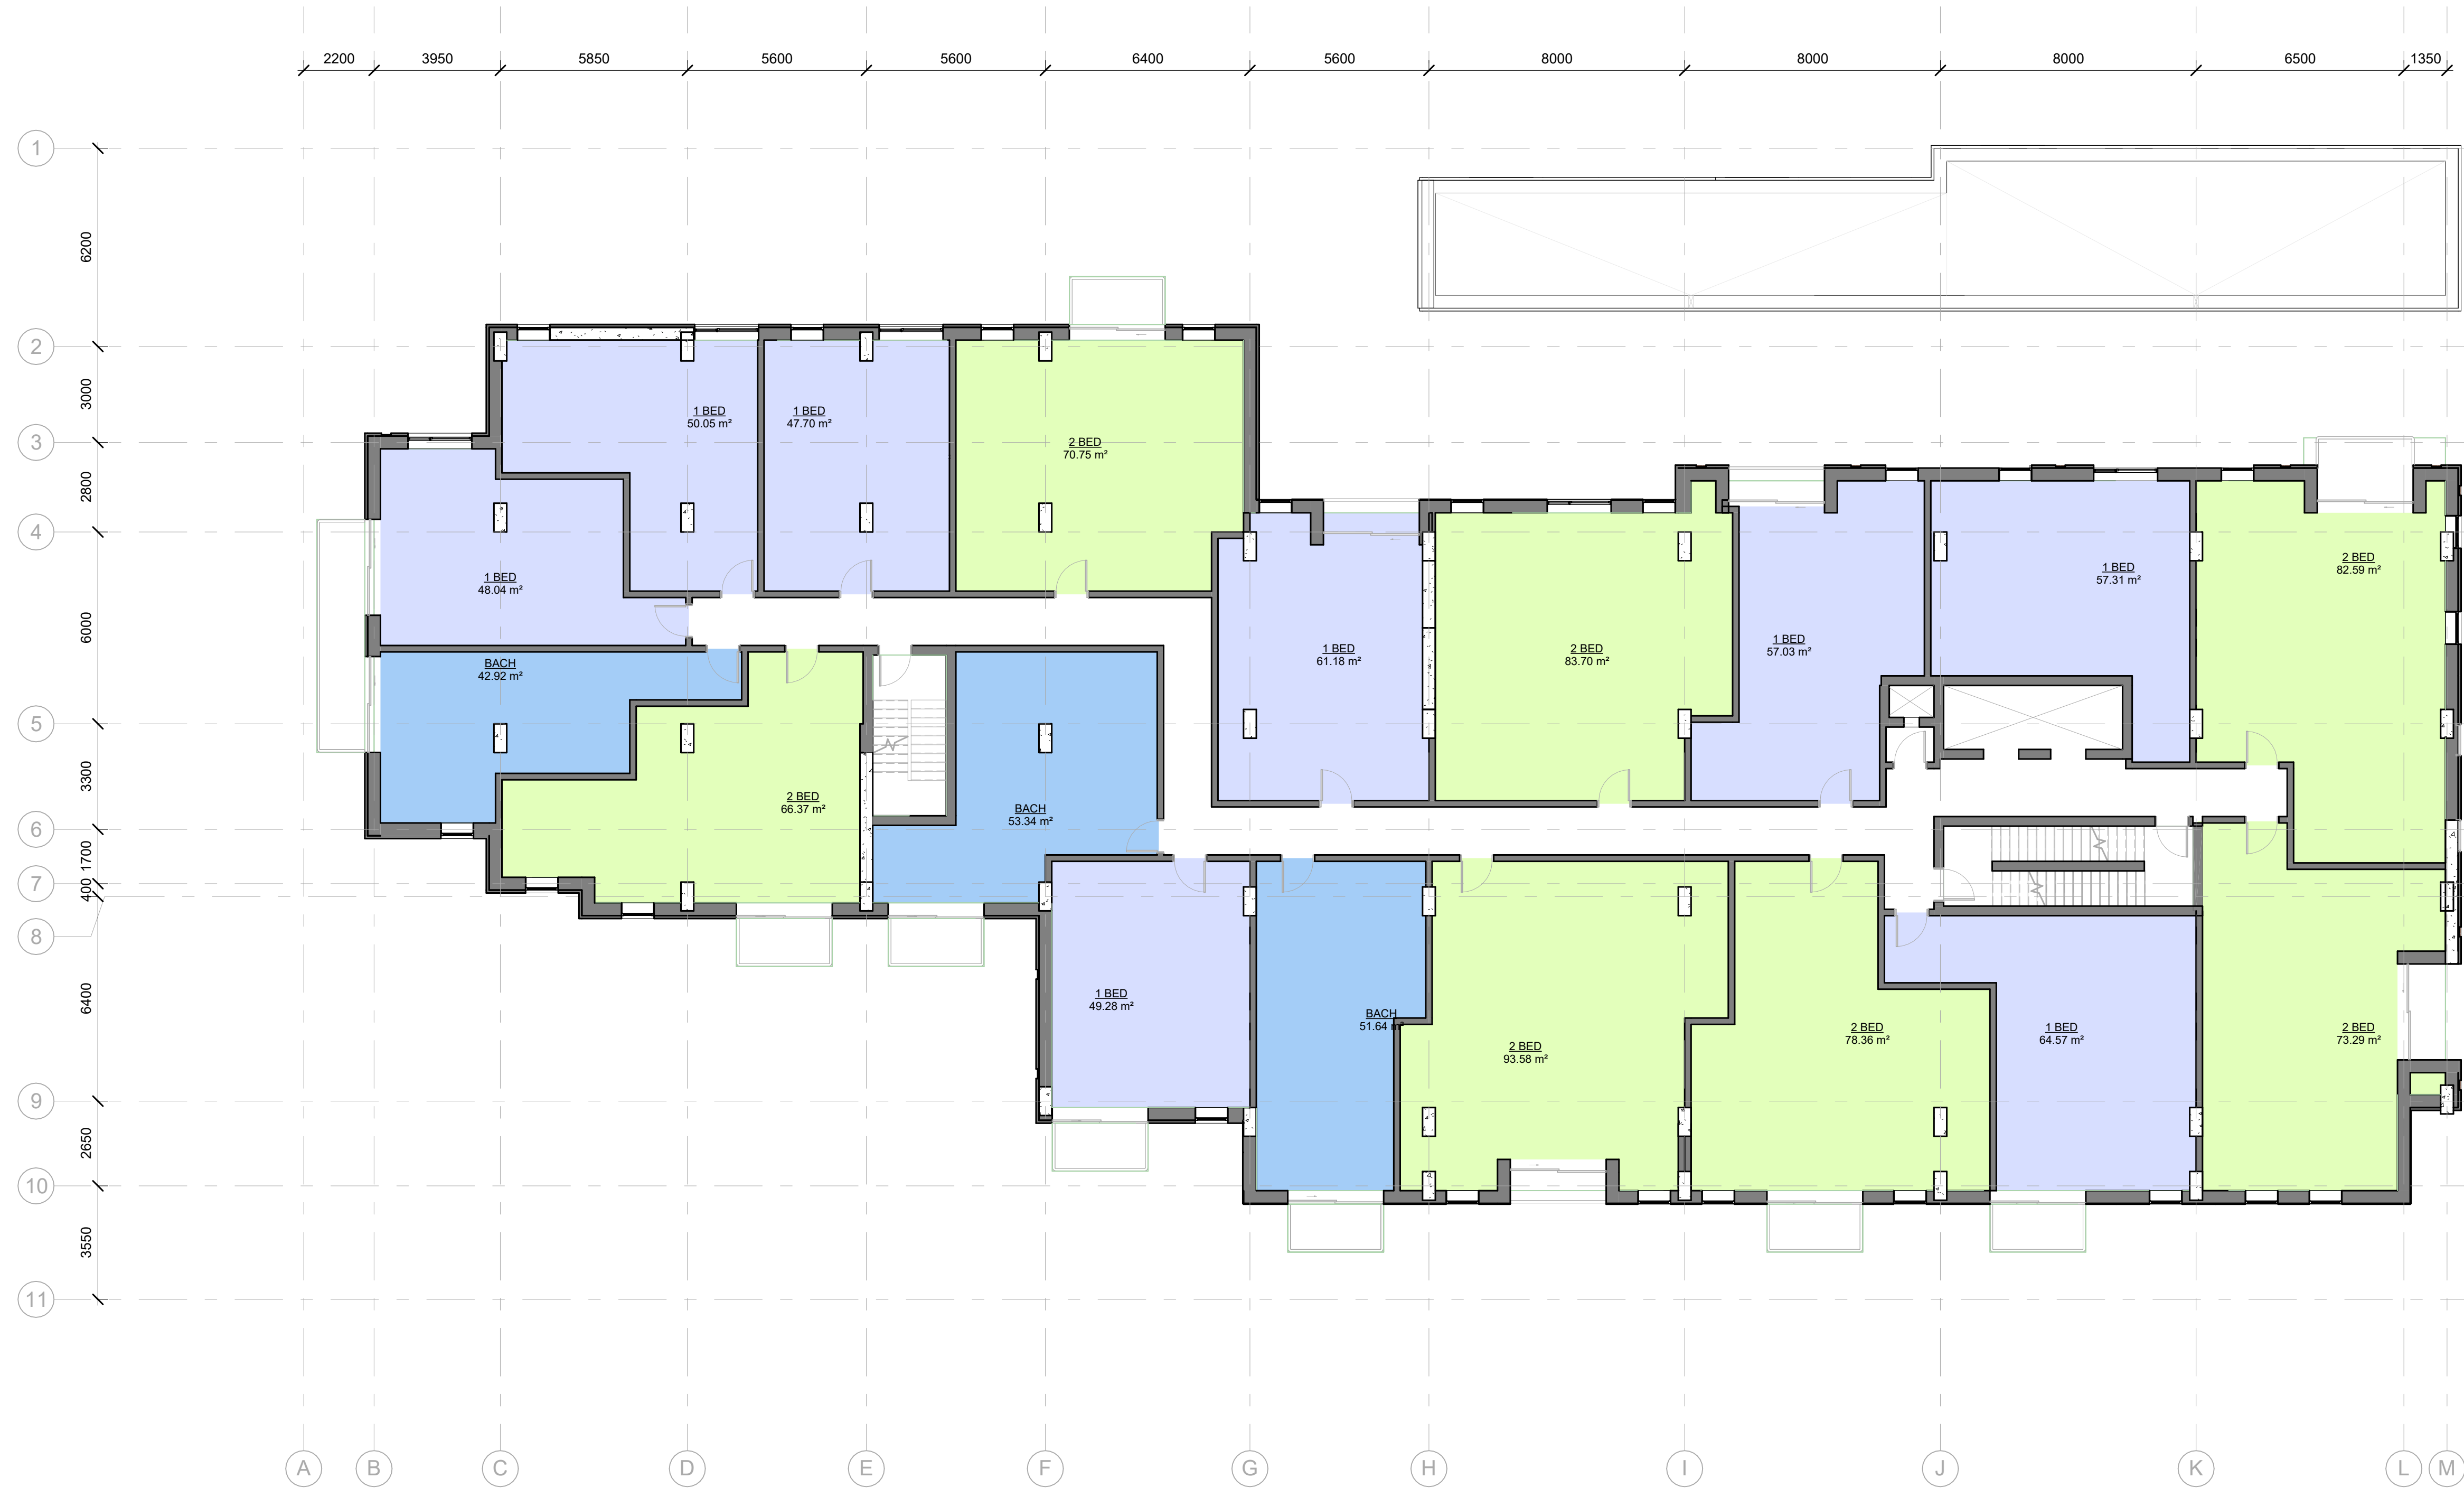 2200 3950 5850 5600 5600 6400 5600 8000 8000 8000 6500 1350
1
6200
2
3000
3
2800
4
6000
5
3300
6
1700
7
400
8
6400
9
2650
10
3550
11
1 BED
50.05 m²
1 BED
47.70 m²
2 BED
70.75 m²
1 BED
48.04 m²
2 BED
82.59 m²
1 BED
57.31 m²
1 BED
57.03 m²
1 BED
61.18 m²
2 BED
83.70 m²
BACH
42.92 m²
2 BED
66.37 m²
BACH
53.34 m²
1 BED
49.28 m²
BACH
51.64 m²
2 BED
93.58 m²
2 BED
78.36 m²
1 BED
64.57 m²
2 BED
73.29 m²
A B C D E F G H I J K L M